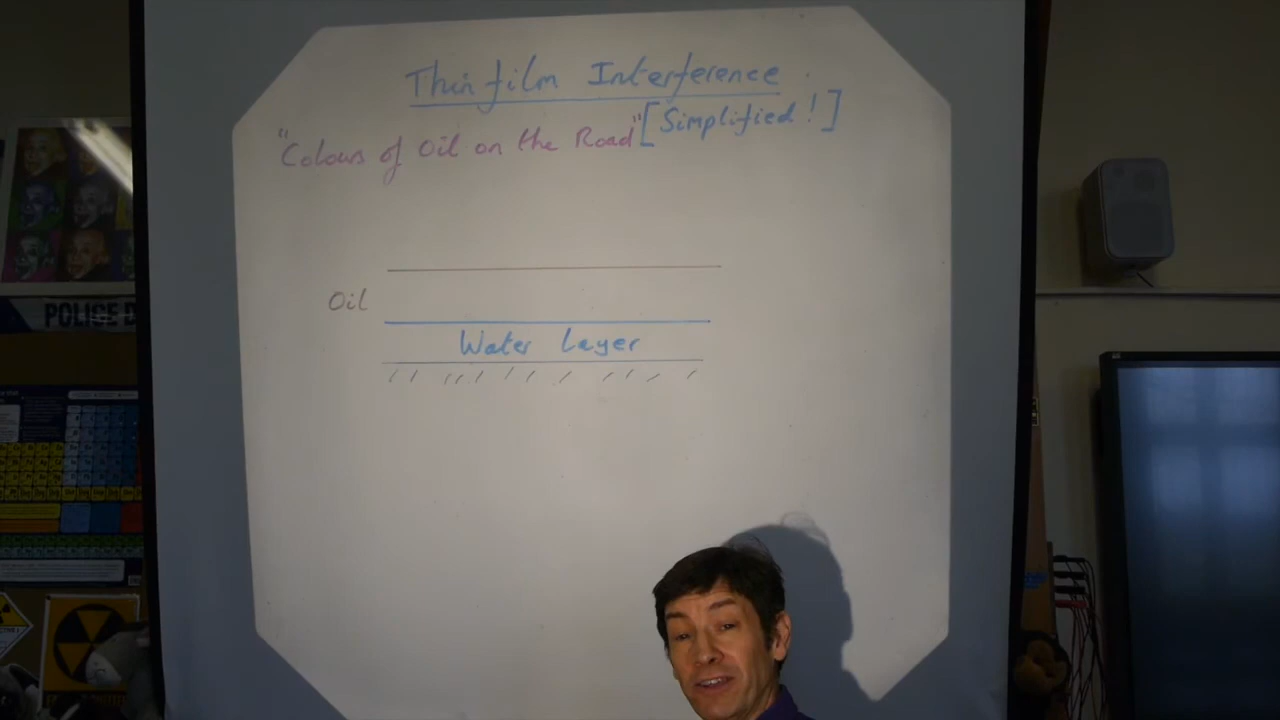 Thin film Interference
[Simplified!]
"Colours of Oil on the Road"
Oil
Water Layer
POLICE D